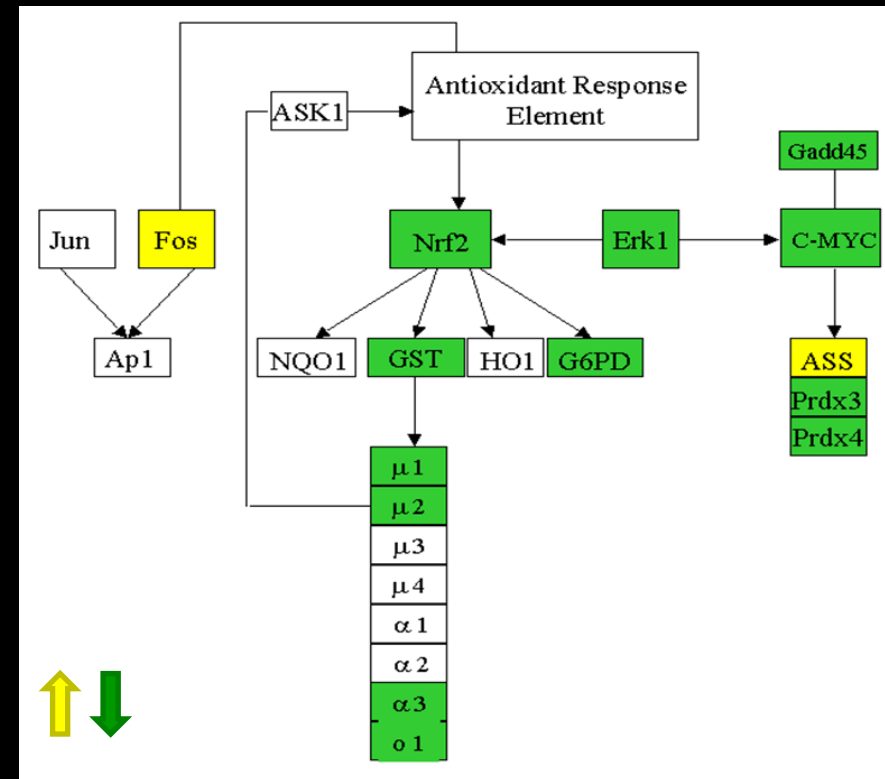 Antioxidant Response
Element
ASK1
Gadd45
Jun
Fos
Nrf2
Erk1
C-MYC
Ap1
NQO1
GST
HO1
G6PD
ASS
Prdx3
Prdx4
μ1
μ2
μ3
μ4
α1
α2
α3
o1